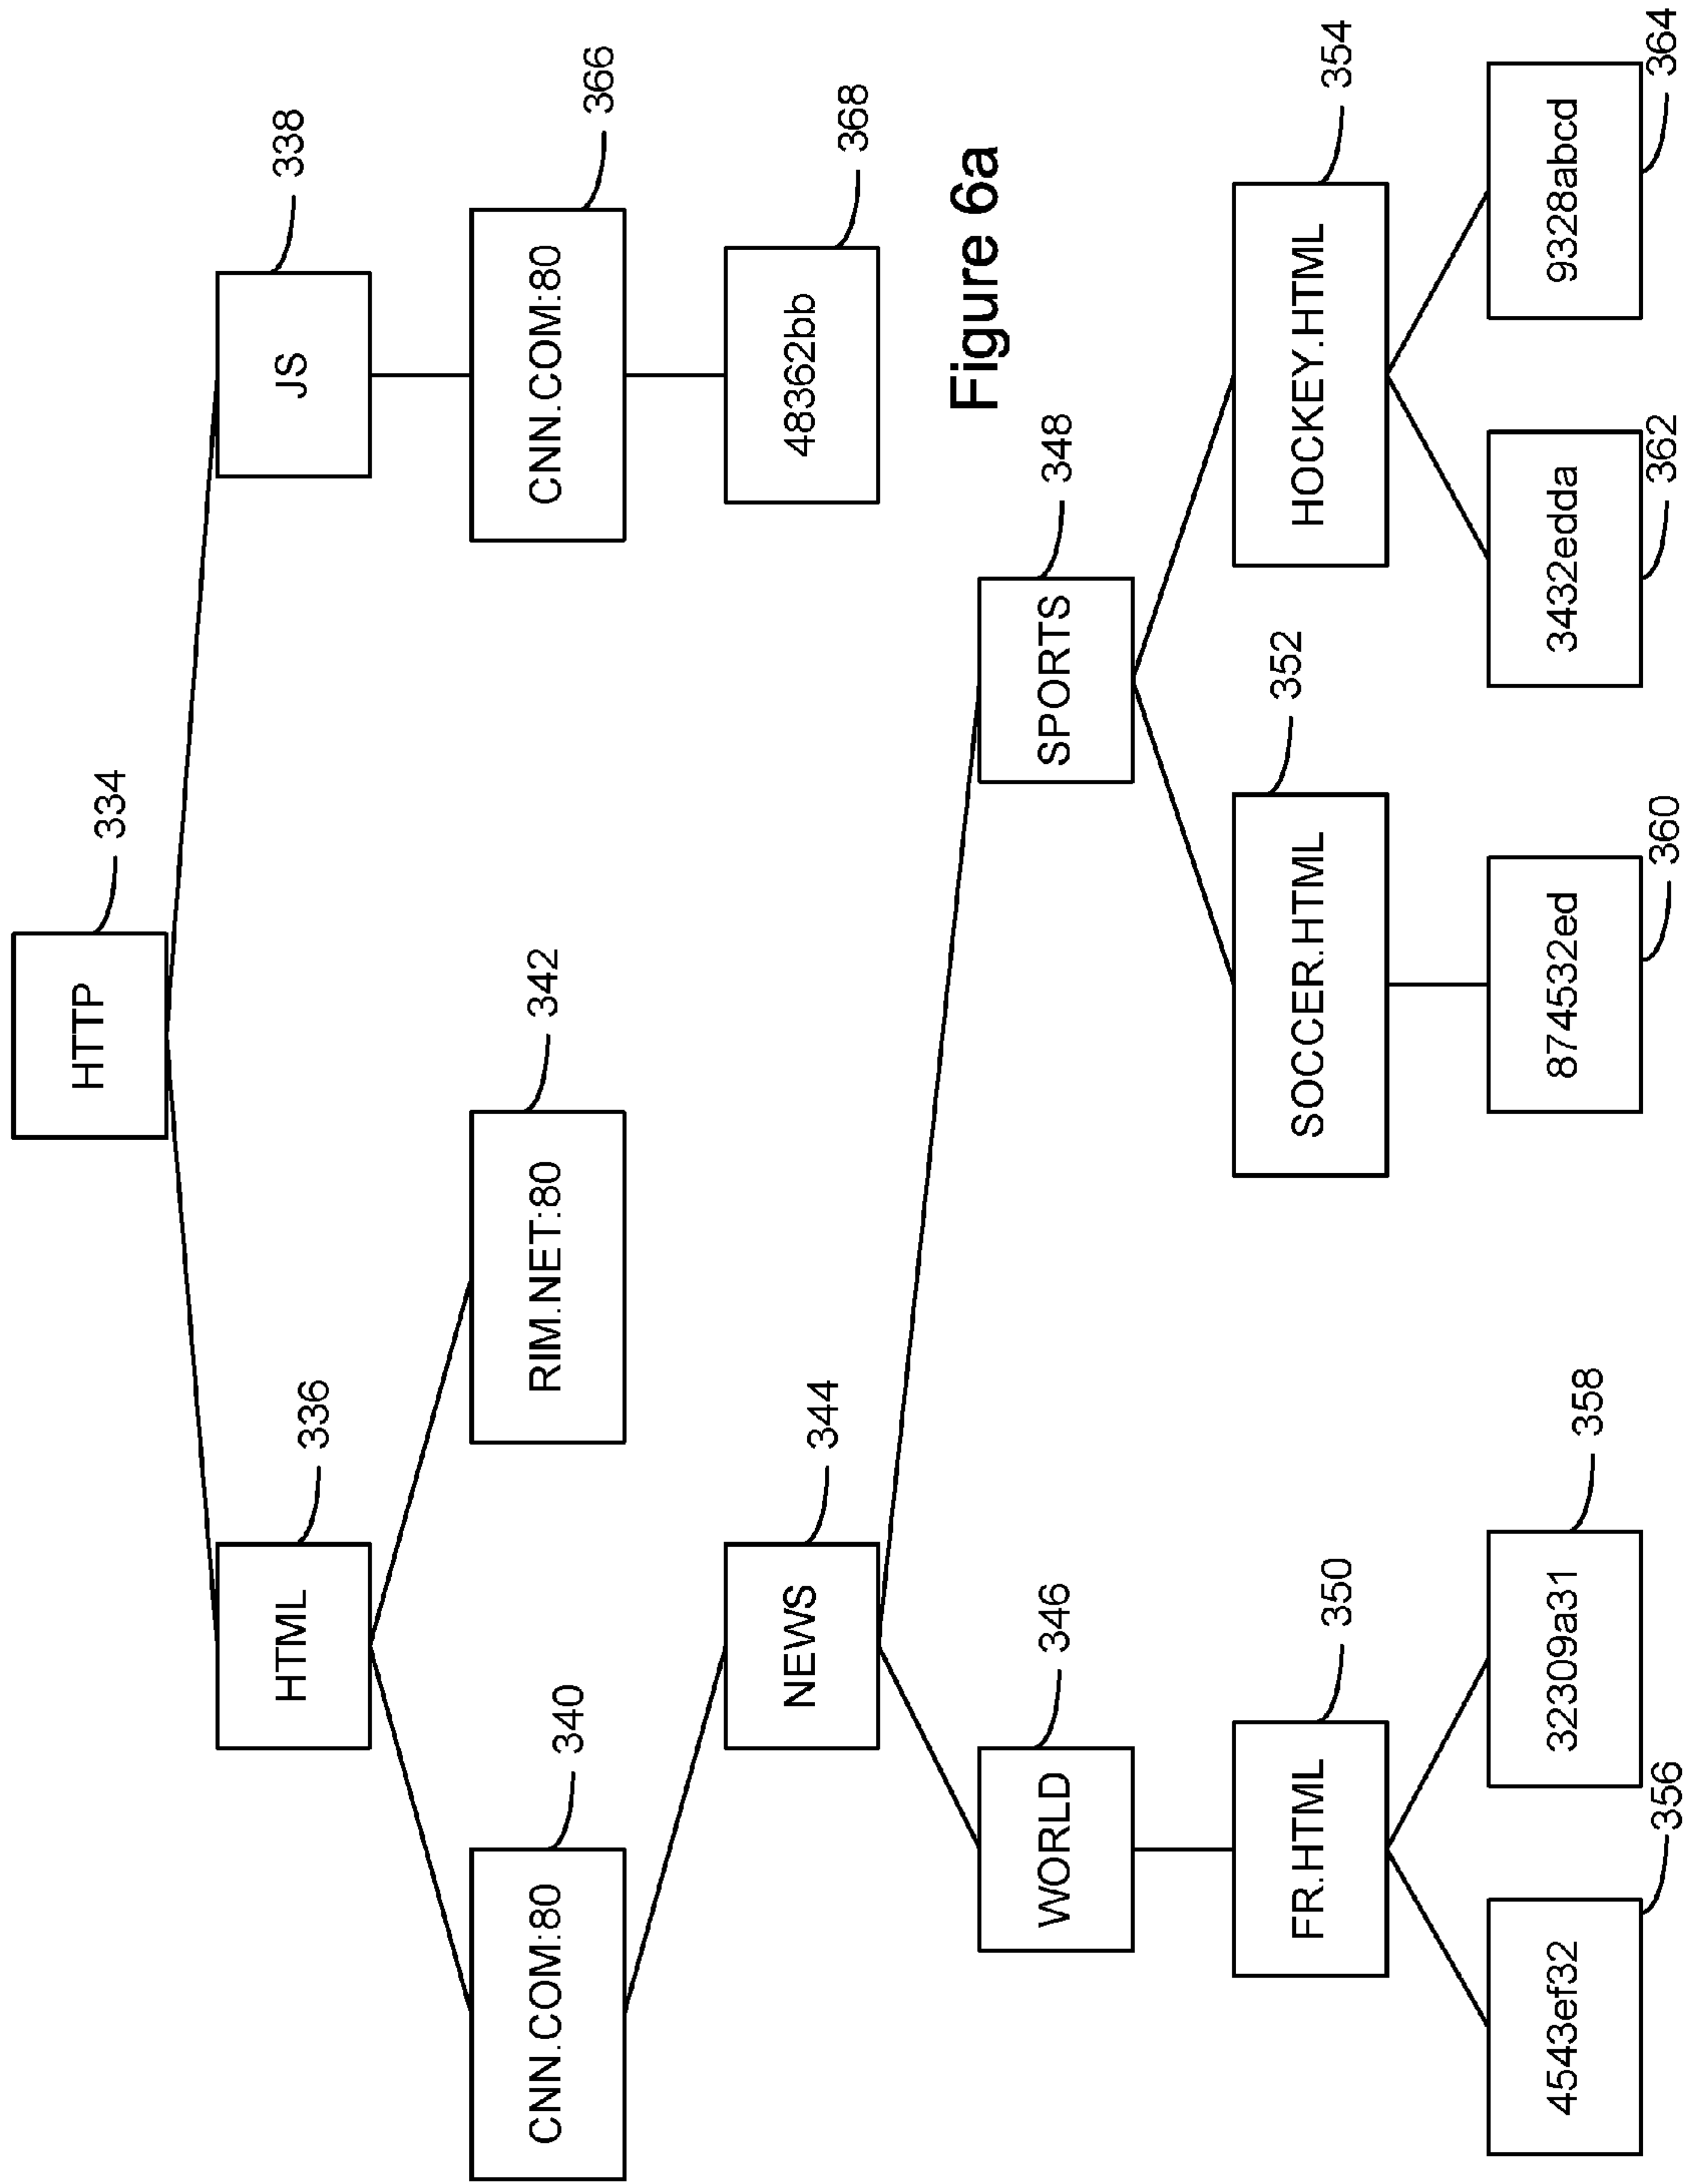 HTTP
334
HTML
336
JS
338
CNN.COM:80
340
RIM.NET:80
342
CNN.COM:80
366
NEWS
344
48362bb
368
Figure 6a
WORLD
346
SPORTS
348
FR.HTML
350
SOCCER.HTML
352
HOCKEY.HTML
354
4543ef32
356
32309a31
358
874532ed
360
3432edda
362
9328abcd
364